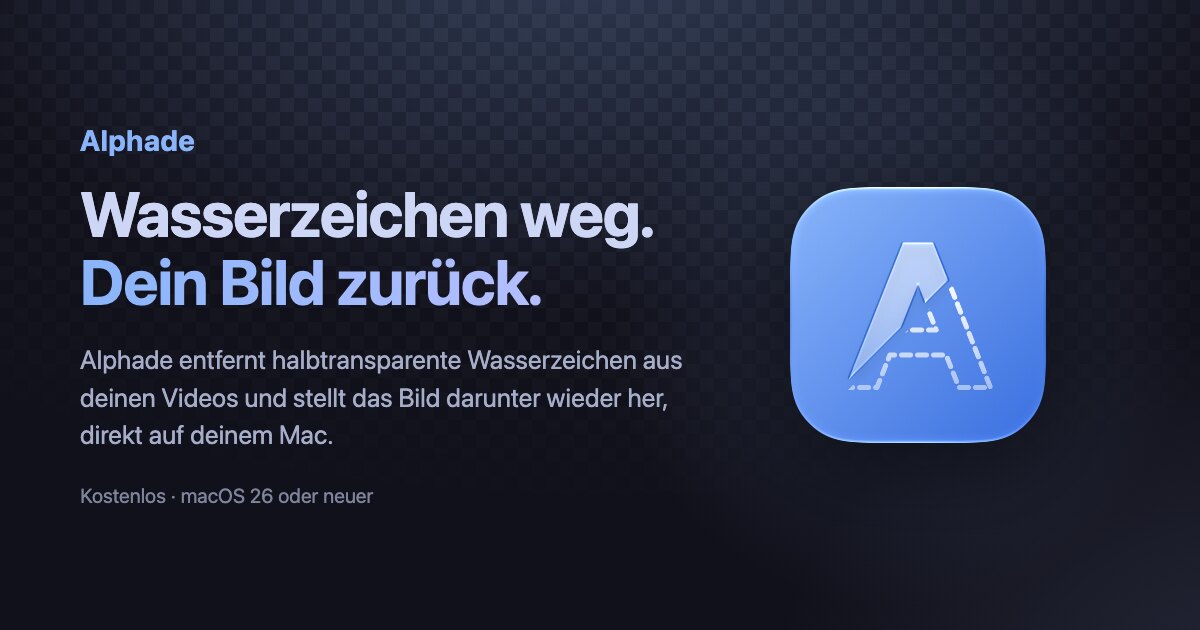 Alphade
Wasserzeichen weg.
Dein Bild zurück.
Alphade entfernt halbtransparente Wasserzeichen aus
deinen Videos und stellt das Bild darunter wieder her,
direkt auf deinem Mac.
Kostenlos · macOS 26 oder neuer